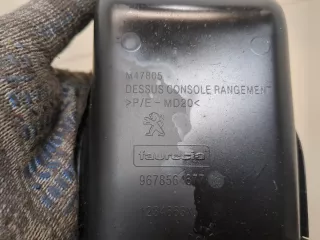 M47805
DESSUS CONSOLE RANGEMENT
>P/E-MD20<
faurecia